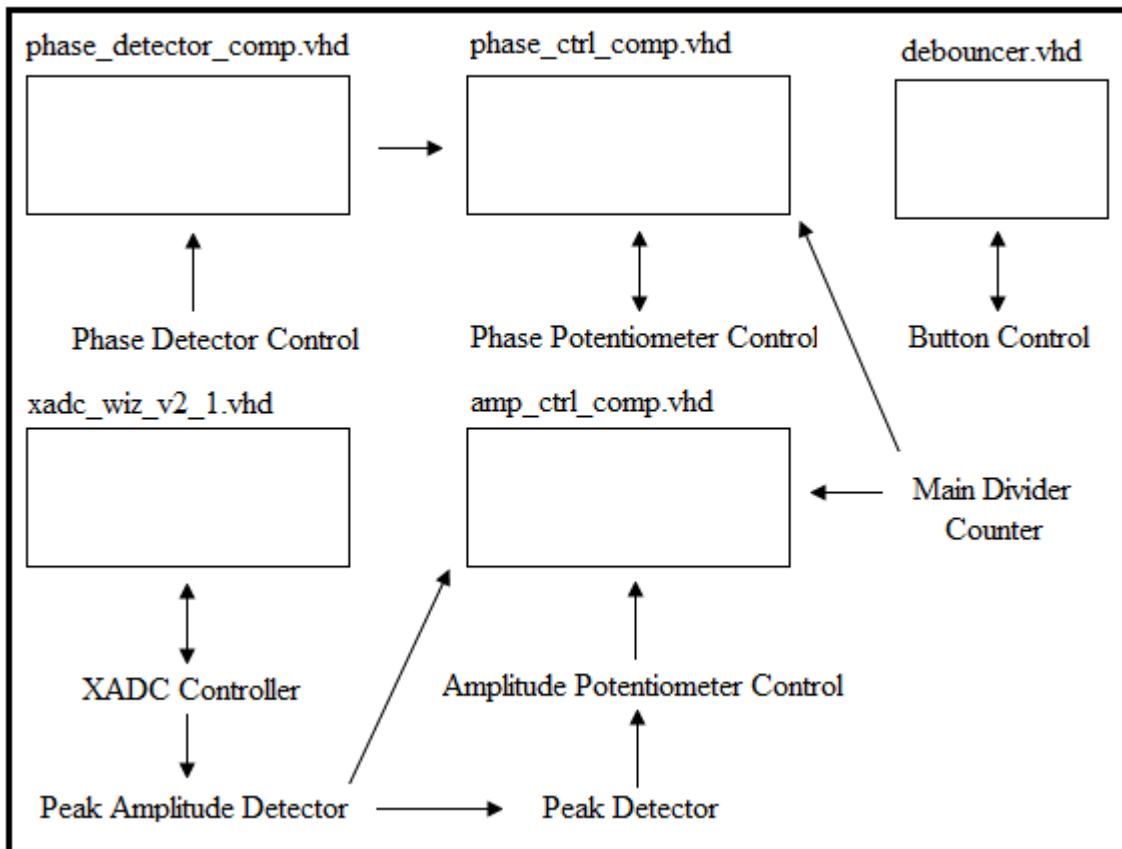 phase_detector_comp.vhd
phase_ctrl_comp.vhd
debouncer.vhd
Phase Detector Control
Phase Potentiometer Control
Button Control
xadc_wiz_v2_1.vhd
amp_ctrl_comp.vhd
Main Divider
Counter
XADC Controller
Amplitude Potentiometer Control
Peak Amplitude Detector
Peak Detector